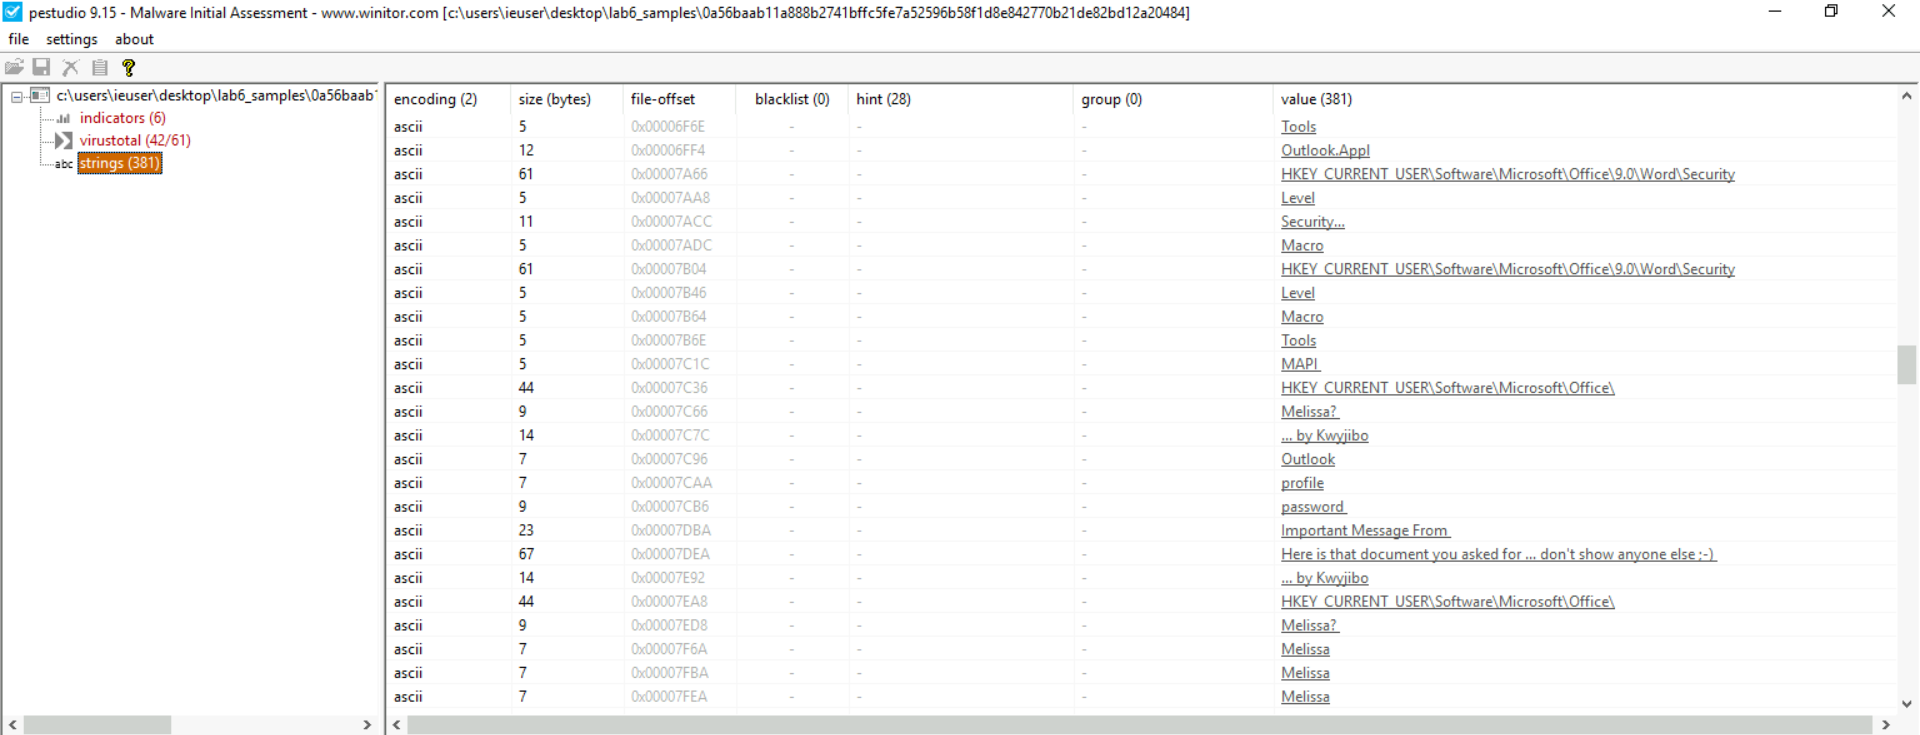 pestudio 9.15 - Malware Initial Assessment - www.winitor.com [c:\users\ieuser\desktop\lab6_samples\0a56baab11a888b2741bffc5fe7a52596b58f1d8e842770b21de82bd12a20484]
file settings about
c:\users\ieuser\desktop\lab6_samples\0a56baab
indicators (6)
virustotal (42/61)
abc strings (381)
encoding (2) size (bytes) file-offset blacklist (0) hint (28) group (0) value (381)
ascii 5 0x00006F6E - - - Tools
ascii 12 0x00006FF4 - - - Outlook.Appl
ascii 61 0x00007A66 - - - HKEY_CURRENT_USER\Software\Microsoft\Office\9.0\Word\Security
ascii 5 0x00007AA8 - - - Level
ascii 11 0x00007ACC - - - Security...
ascii 5 0x00007ADC - - - Macro
ascii 61 0x00007B04 - - - HKEY_CURRENT_USER\Software\Microsoft\Office\9.0\Word\Security
ascii 5 0x00007B46 - - - Level
ascii 5 0x00007B64 - - - Macro
ascii 5 0x00007B6E - - - Tools
ascii 5 0x00007C1C - - - MAPI
ascii 44 0x00007C36 - - - HKEY_CURRENT_USER\Software\Microsoft\Office\
ascii 9 0x00007C66 - - - Melissa?
ascii 14 0x00007C7C - - - ... by Kwyjibo
ascii 7 0x00007C96 - - - Outlook
ascii 7 0x00007CAA - - - profile
ascii 9 0x00007CB6 - - - password
ascii 23 0x00007DBA - - - Important Message From
ascii 67 0x00007DEA - - - Here is that document you asked for ... don't show anyone else ;-)
ascii 14 0x00007E92 - - - ... by Kwyjibo
ascii 44 0x00007EA8 - - - HKEY_CURRENT_USER\Software\Microsoft\Office\
ascii 9 0x00007ED8 - - - Melissa?
ascii 7 0x00007F6A - - - Melissa
ascii 7 0x00007FBA - - - Melissa
ascii 7 0x00007FEA - - - Melissa